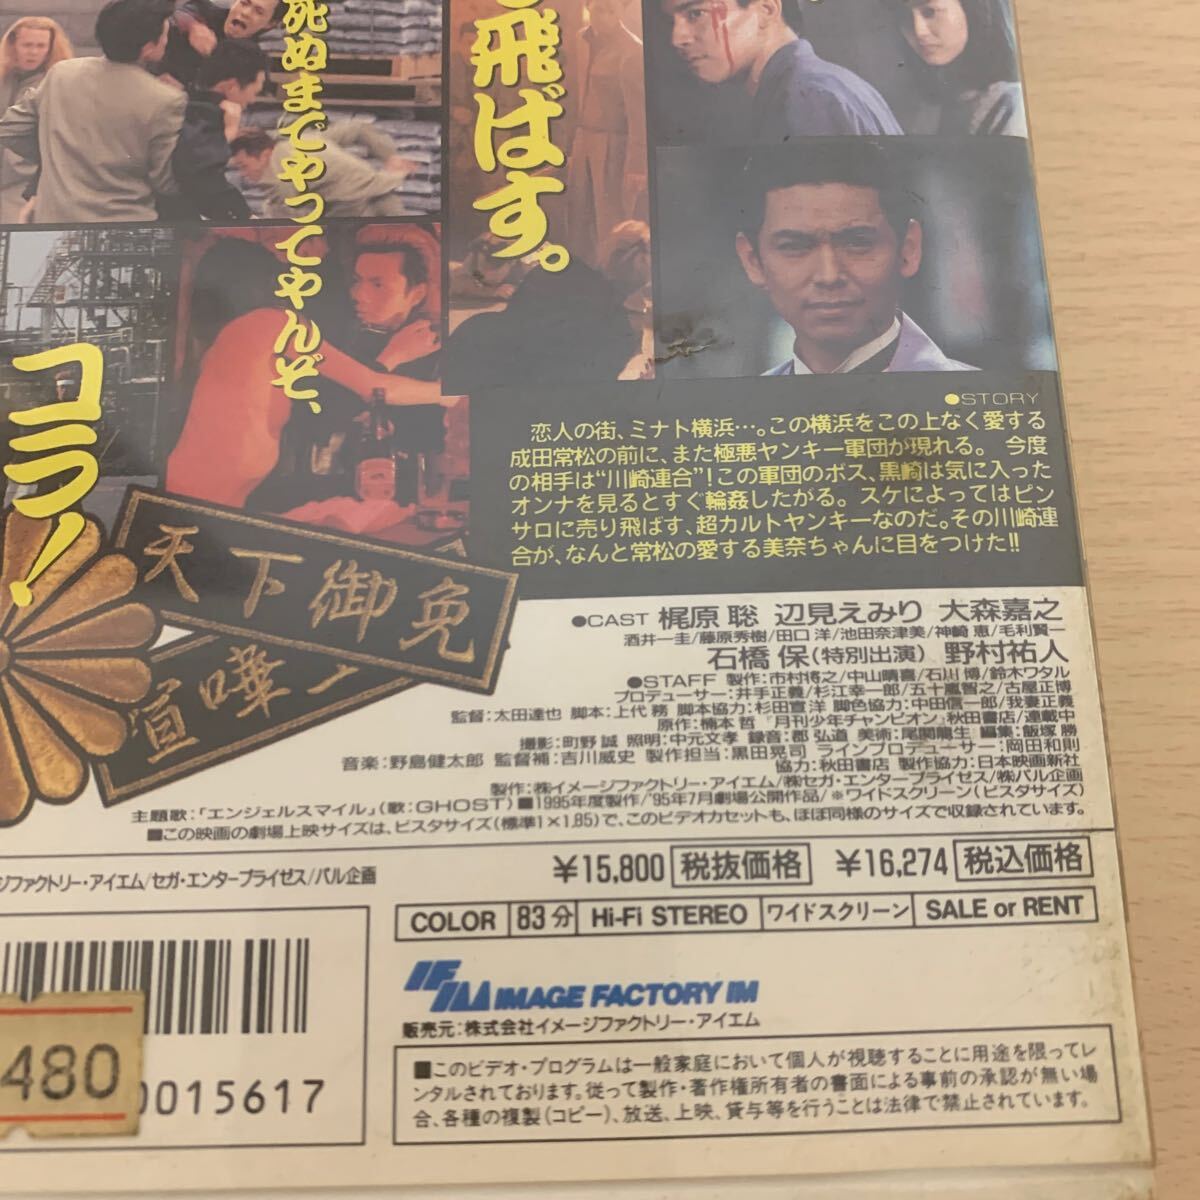 飛ばす。
死ぬまでやってやんぞ、
コラ!
天下御免
喧嘩
●STORY
恋人の街、ミナト横浜…。この横浜をこの上なく愛する
成田常松の前に、また極悪ヤンキー軍団が現れる。 今度
の相手は“川崎連合”!この軍団のボス、黒崎は気に入った
オンナを見るとすぐ輪姦したがる。スケによってはピン
サロに売り飛ばす、超カルトヤンキーなのだ。その川崎連
合が、なんと常松の愛する美奈ちゃんに目をつけた!!
●CAST 梶原 聡 辺見えみり 大森嘉之
酒井一圭/藤原秀樹/田口 洋/池田奈津美/神崎 恵/毛利賢一
石橋 保(特別出演) 野村祐人
●STAFF 製作:市村將之/中山晴喜/石川 博/鈴木ワタル
プロデューサー:井手正義/杉江幸一郎/五十嵐智之/古屋正博
監督:太田達也 脚本:上代 務 脚本協力:杉田宣洋 脚色協力:中田信一郎/我妻正義
原作:楠本 哲 『月刊少年チャンピオン』秋田書店/連載中
撮影:町野 誠 照明:中元文孝 録音:郡 弘道 美術:尾関龍生 編集:飯塚 勝
音楽:野島健太郎 監督補:吉川威史 製作担当:黒田晃司 ラインプロデューサー:岡田和則
協力:秋田書店 製作協力:日本映画新社
製作:㈱イメージファクトリー・アイエム/㈱セガ・エンタープライゼス/㈱パル企画
主題歌:「エンジェルスマイル」(歌:GHOST)■1995年度製作/'95年7月劇場公開作品/※ワイドスクリーン(ビスタサイズ)
■この映画の劇場上映サイズは、ビスタサイズ(標準1×1.85)で、このビデオカセットも、ほぼ同様のサイズで収録されています。
ジファクトリー・アイエム/セガ・エンタープライゼス/パル企画
¥15,800 税抜価格 ¥16,274 税込価格
COLOR 83分 Hi-Fi STEREO ワイドスクリーン SALE or RENT
IFIM IMAGE FACTORY IM
販売元:株式会社イメージファクトリー・アイエム
■このビデオ・プログラムは一般家庭において個人が視聴することに用途を限ってレ
ンタルされております。従って製作・著作権所有者の書面による事前の承認が無い場
合、各種の複製(コピー)、放送、上映、貸与等を行うことは法律で禁止されています。
480
0015617